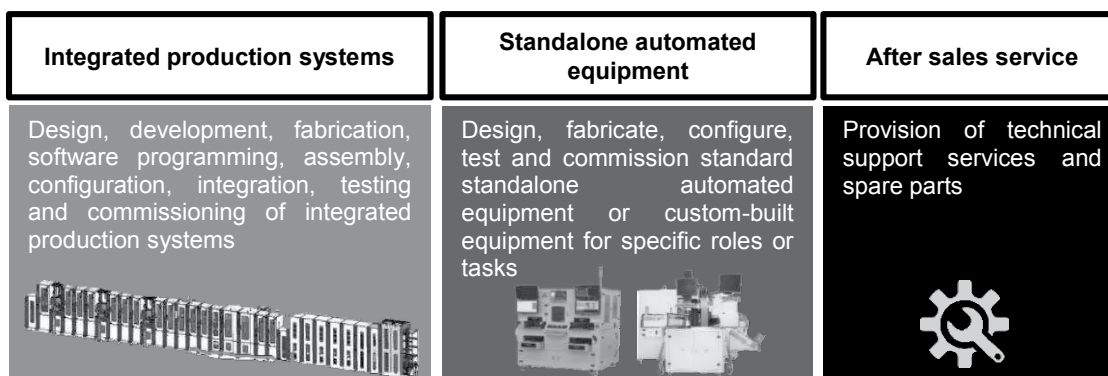 Integrated production systems
Standalone automated
equipment
After sales service
Design, development, fabrication,
software programming, assembly,
configuration, integration, testing
and commissioning of integrated
production systems
Design, fabricate, configure,
test and commission standard
standalone automated
equipment or custom-built
equipment for specific roles or
tasks
Provision of technical
support services and
spare parts